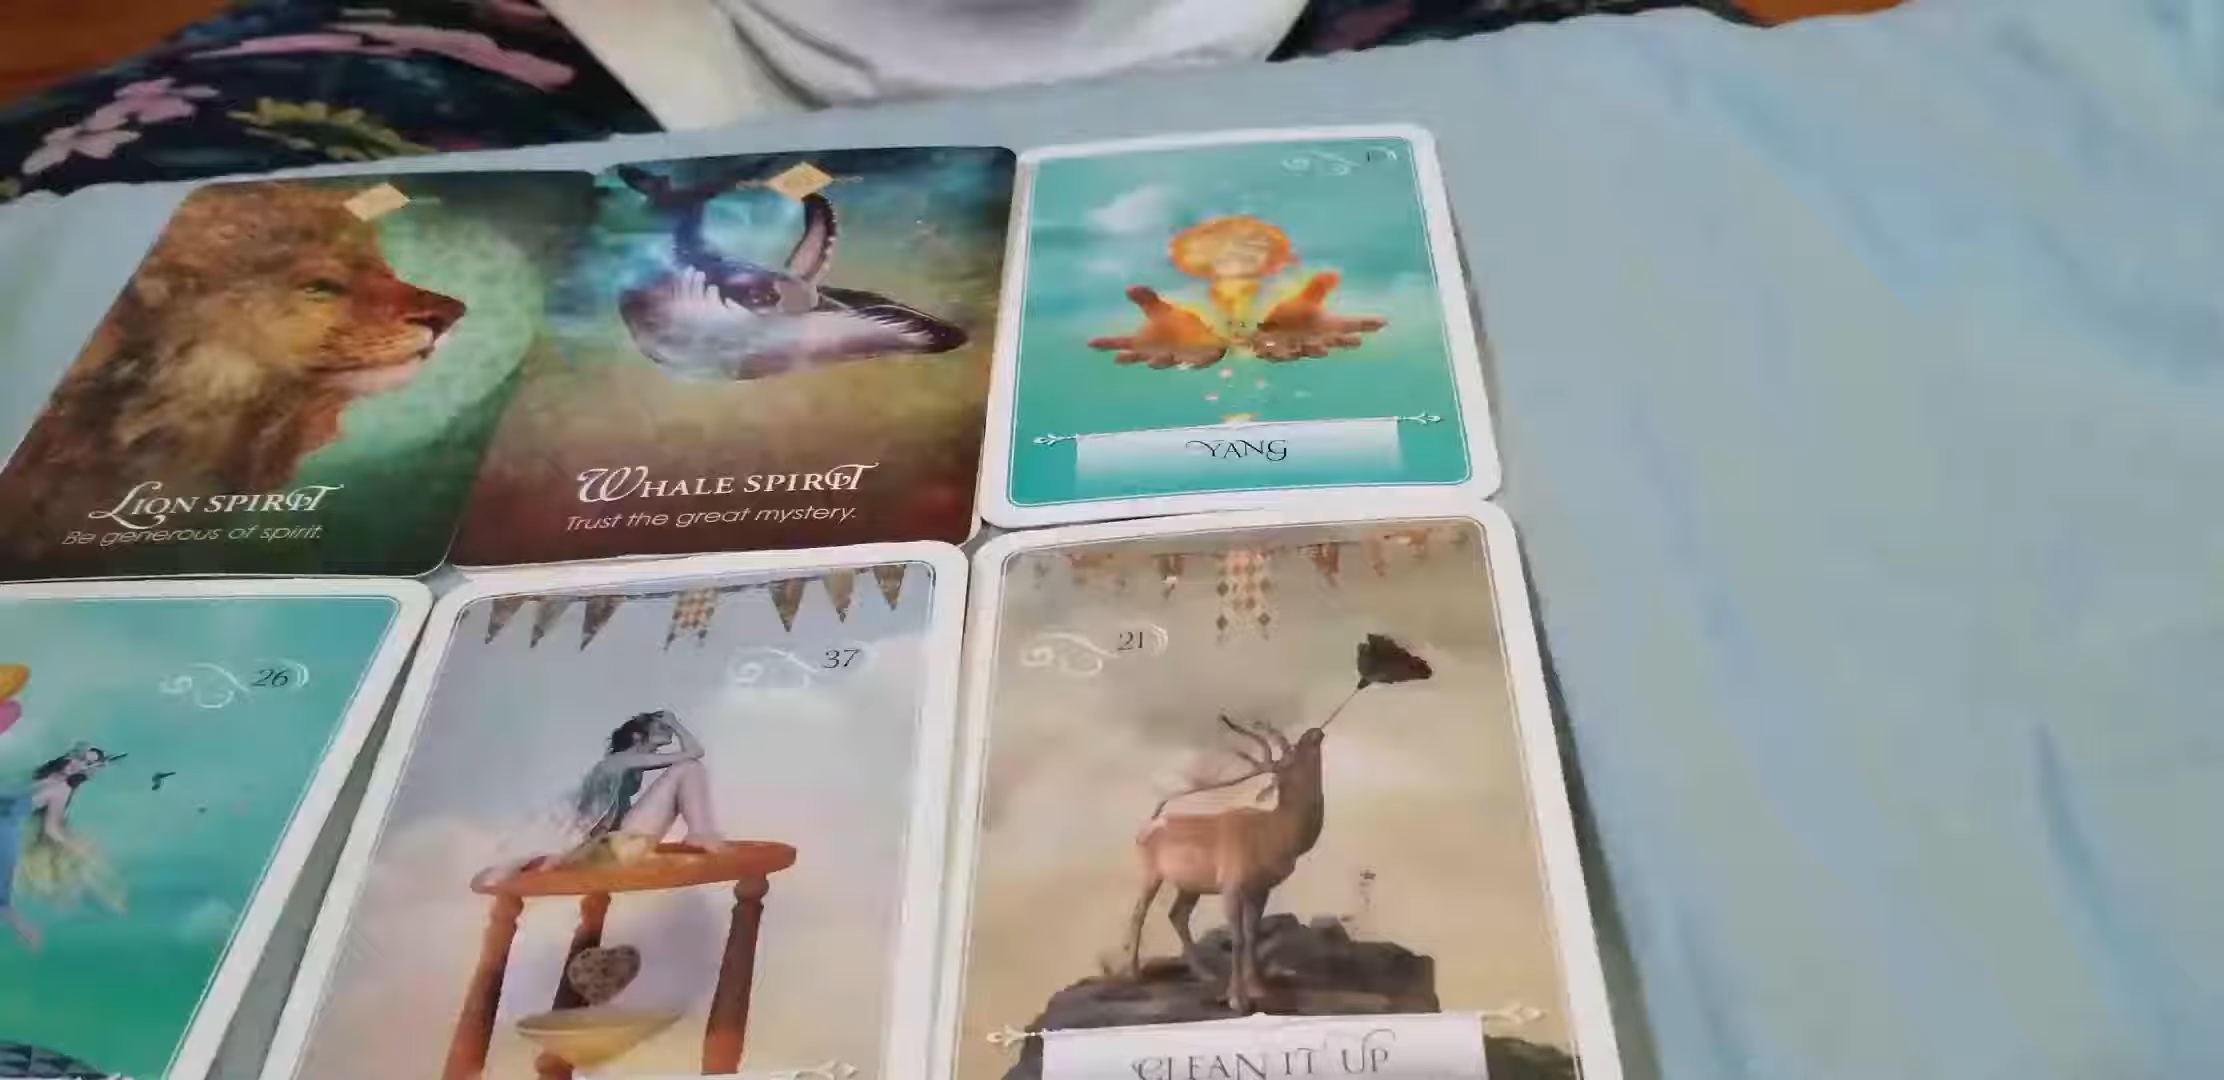 LION SPIRIT
Be generous of spirit.
WHALE SPIRIT
Trust the great mystery.
YANG
26
37
21
CLEAN IT UP